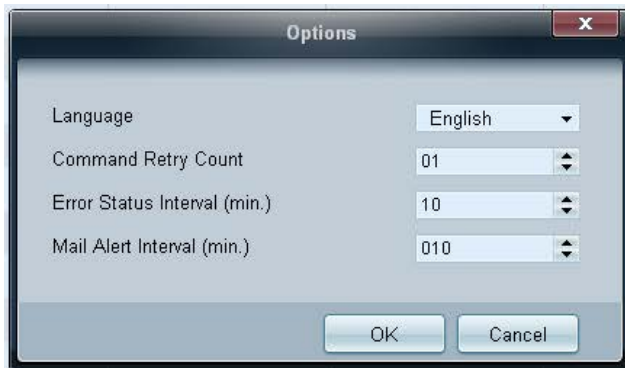 Options
Language English
Command Retry Count 01
Error Status Interval (min.) 10
Mail Alert Interval (min.) 010
OK Cancel